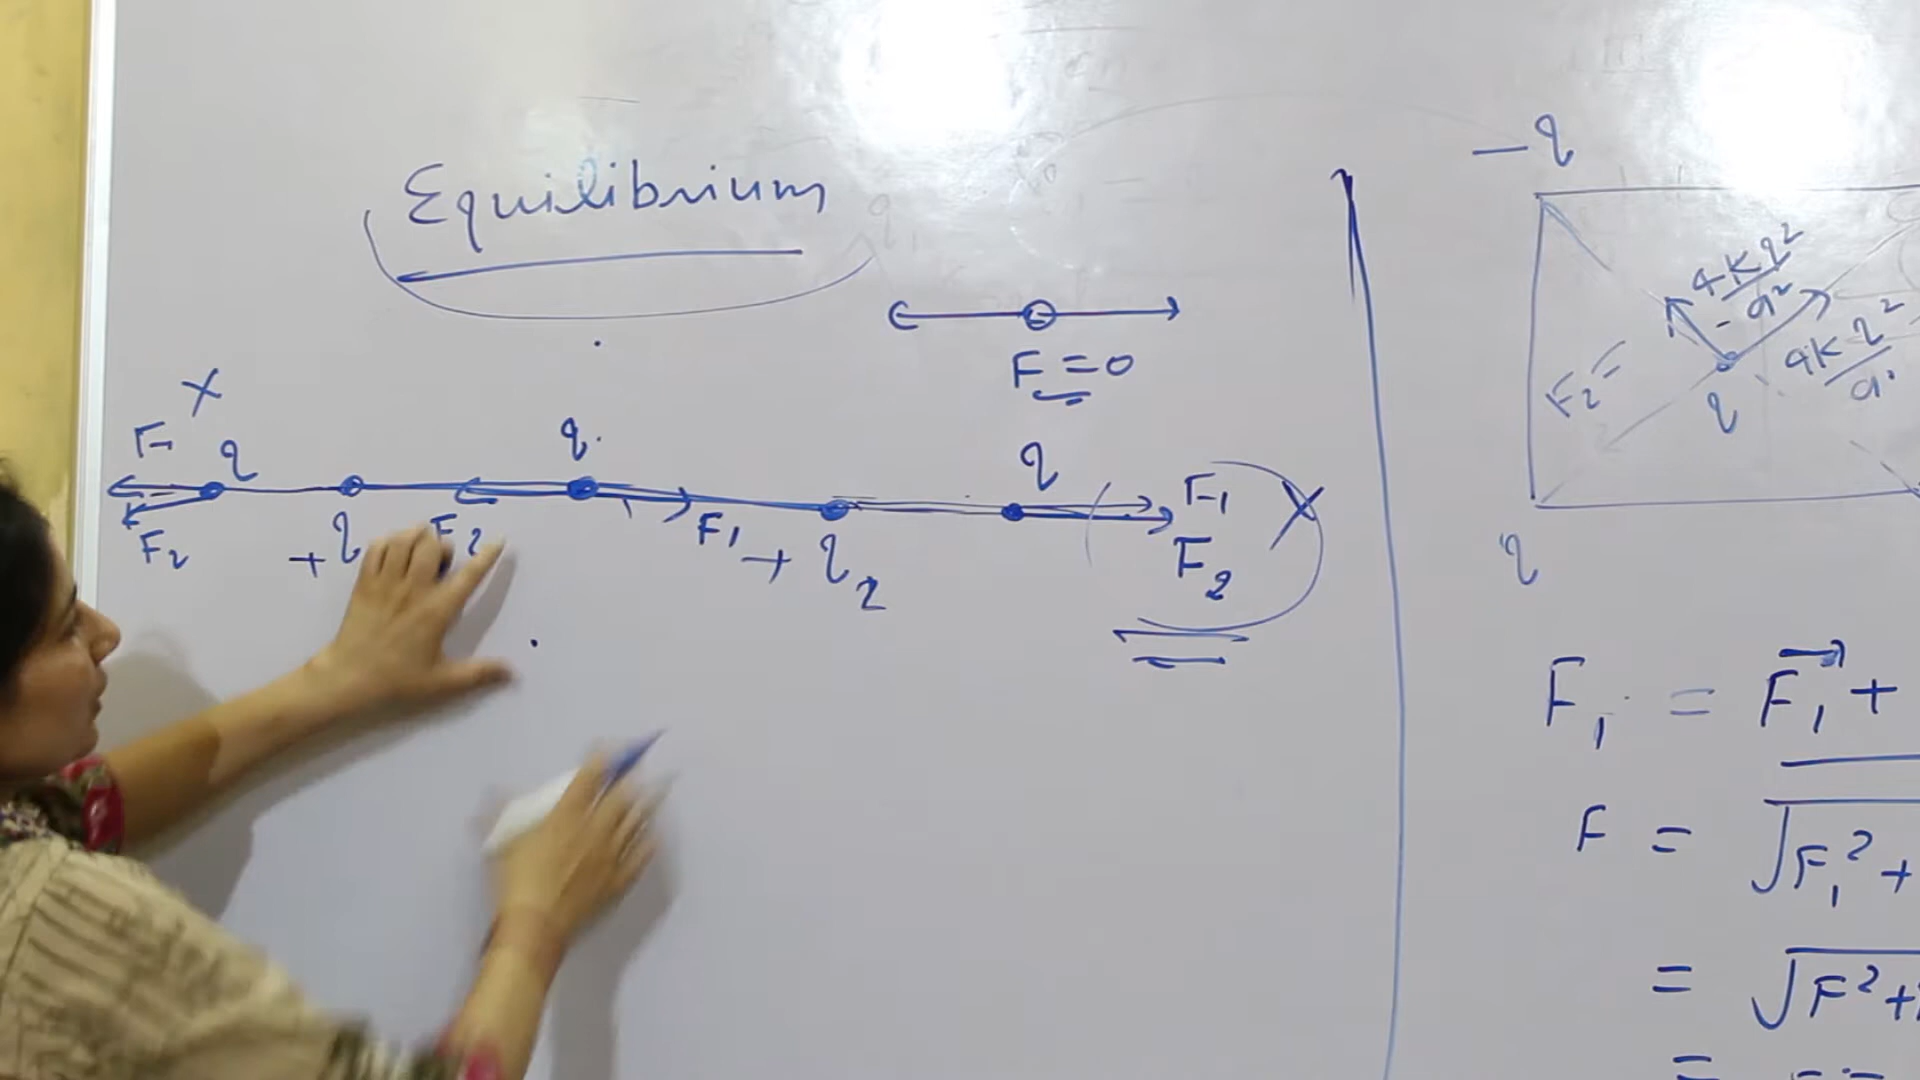 Equilibrium
F = 0
X
F₁ q
q
q
F₁
X
F₂
+ q
F₂
F₁
+ q₂
F₂
- q
4Kq²
a²
4Kq²
a²
F₂ =
q
q
F₁ = F₁ +
F = √F₁² +
= √F² +
=